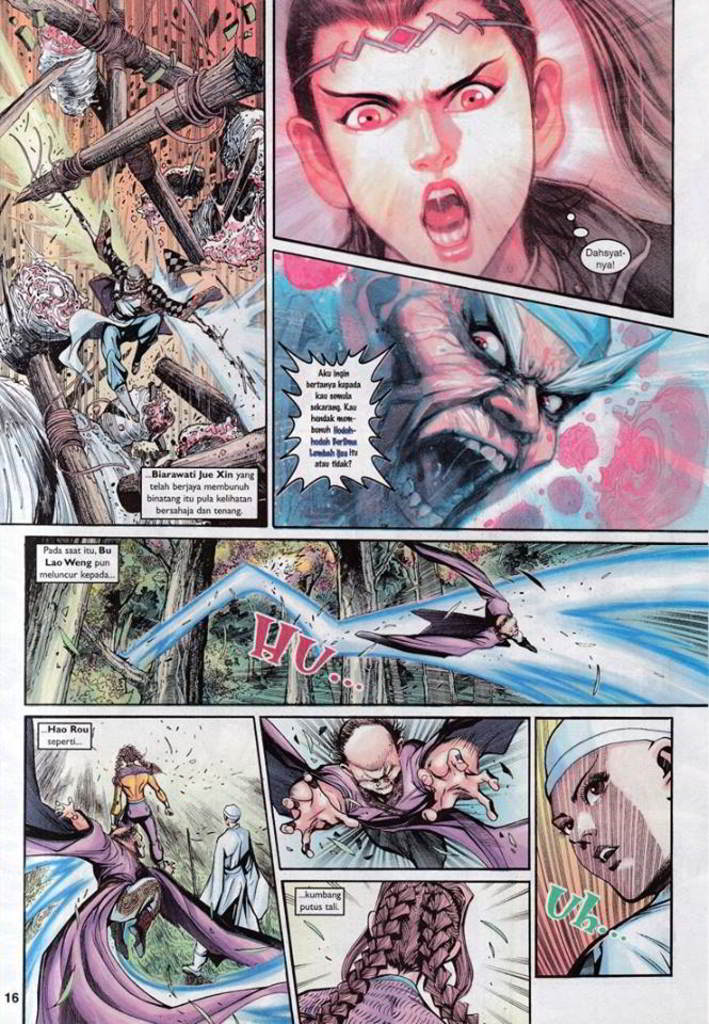 Dahsyat-
nya!
Aku ingin
bertanya kepada
kau semula
sekarang. Kau
hendak mem-
bunuh Hodoh-
hodoh Berlima
Lembah Ijau itu
atau tidak?
...Biarawati Jue Xin yang
telah berjaya membunuh
binatang itu pula kelihatan
bersahaja dan tenang.
Pada saat itu, Bu
Lao Weng pun
meluncur kepada...
HU...
...Hao Rou
seperti...
...kumbang
putus tali.
Uh...
16